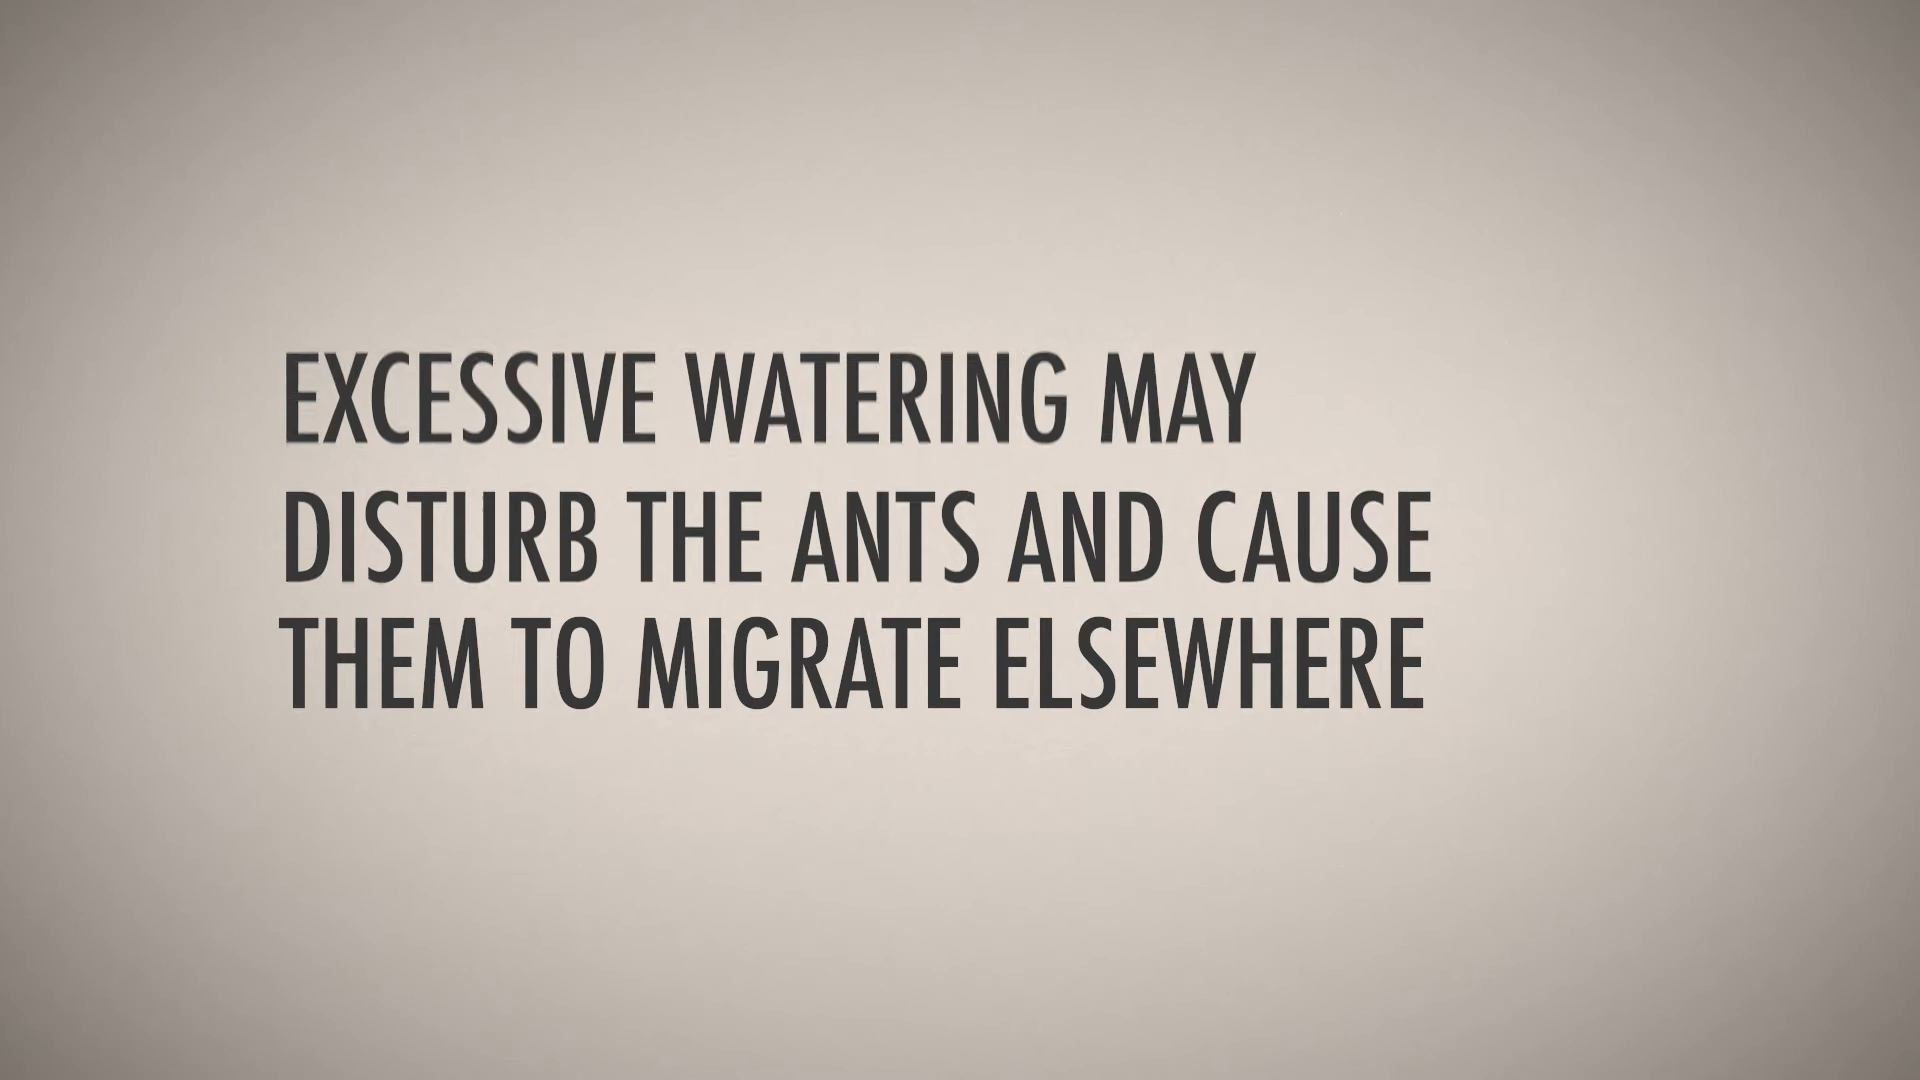 EXCESSIVE WATERING MAY
DISTURB THE ANTS AND CAUSE
THEM TO MIGRATE ELSEWHERE